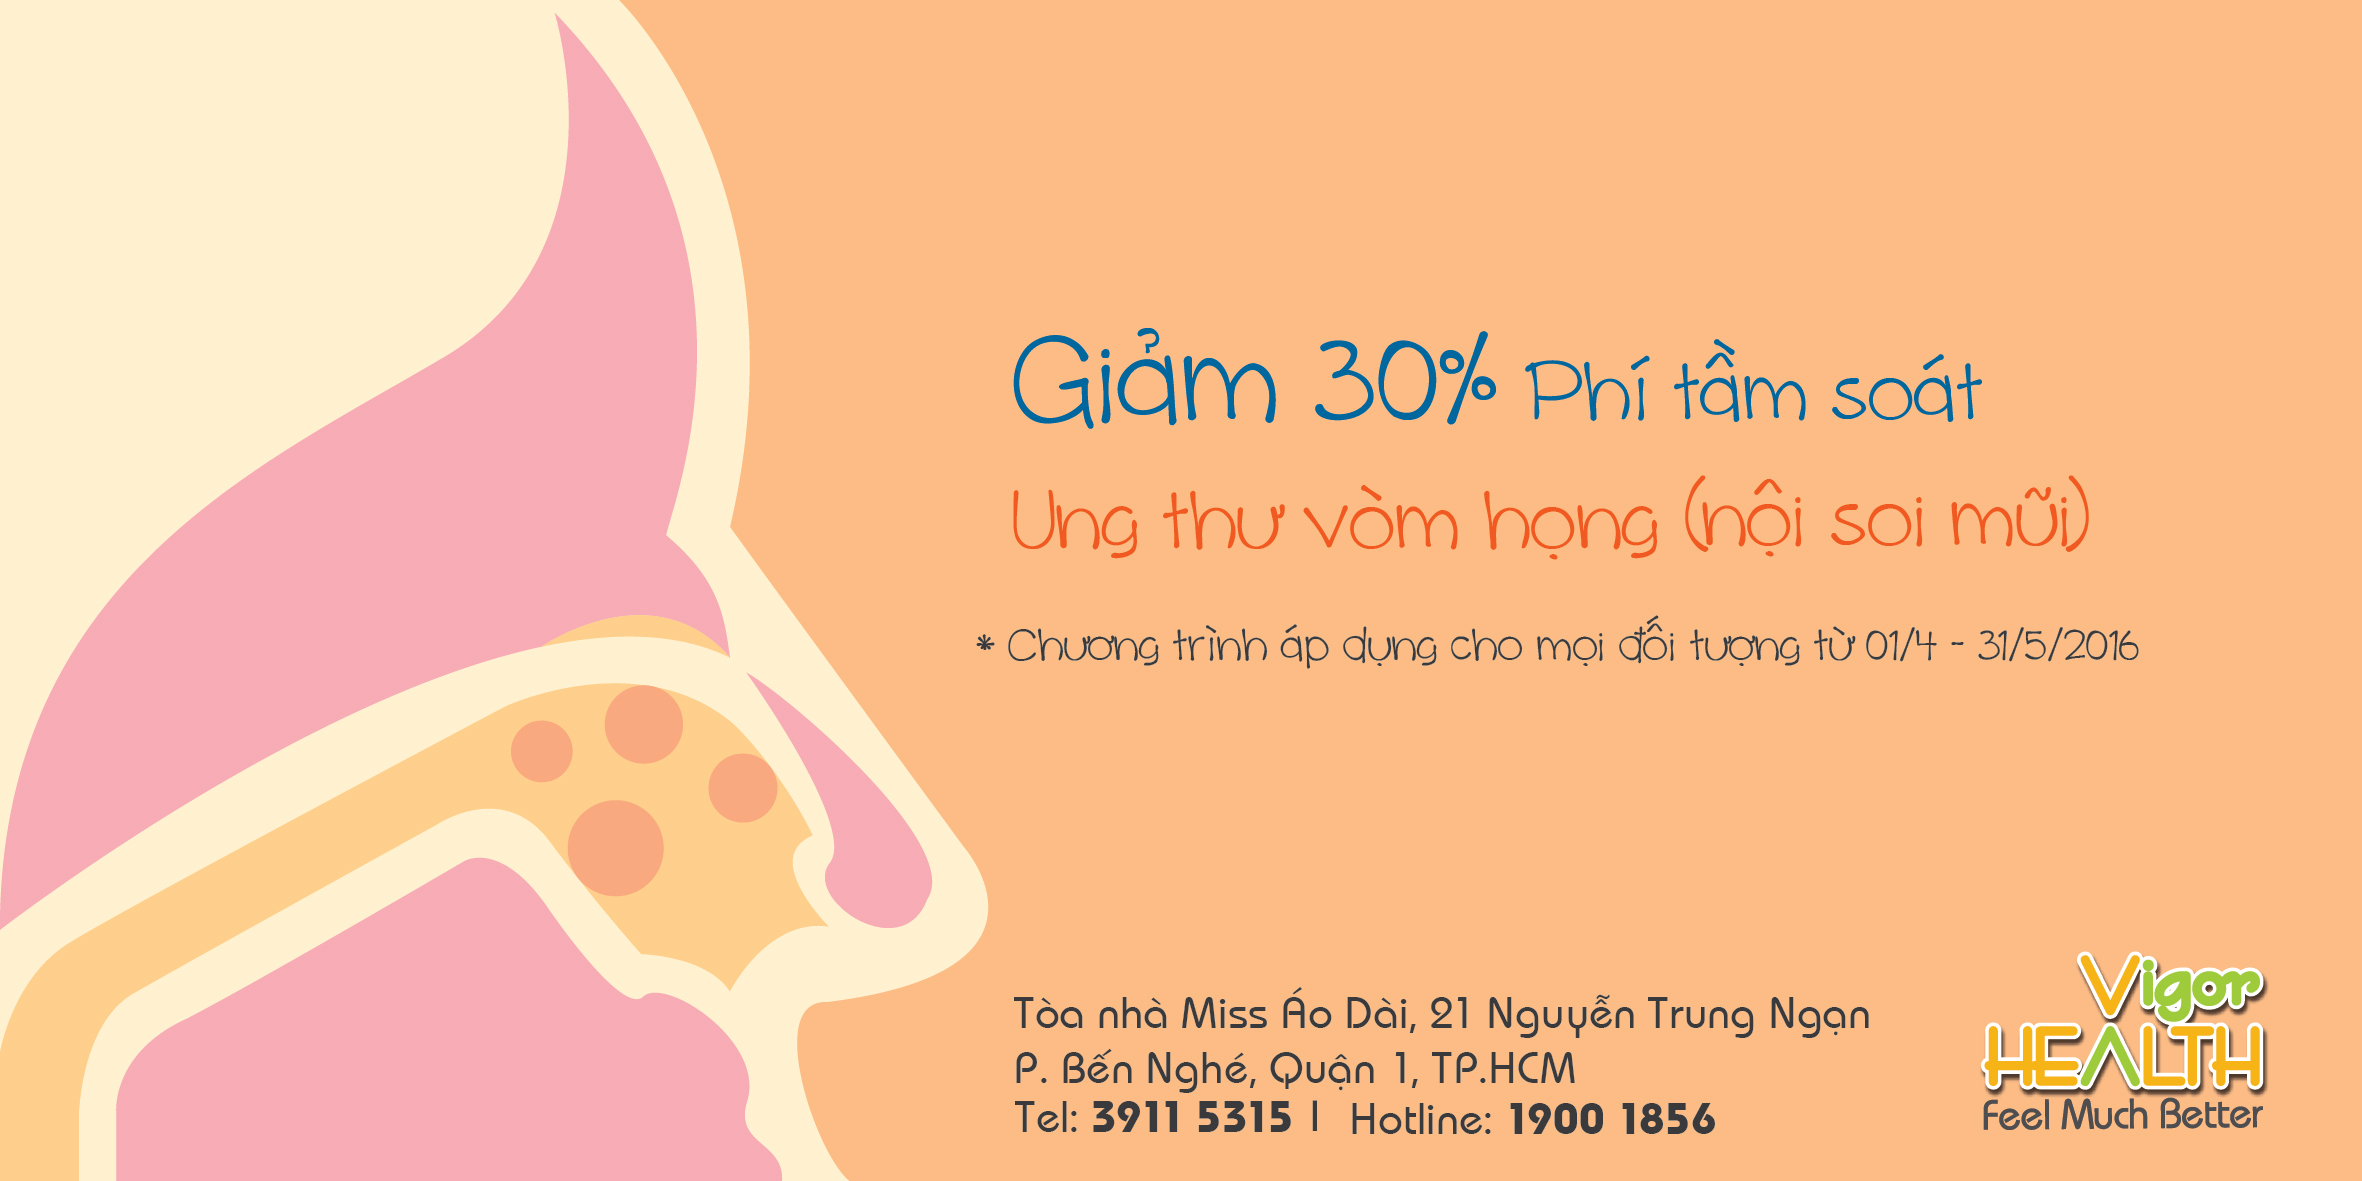 Giảm 30% Phí tầm soát
Ung thư vòm họng (nội soi mũi)
* Chương trình áp dụng cho mọi đối tượng từ 01/4 - 31/5/2016
Tòa nhà Miss Áo Dài, 21 Nguyễn Trung Ngạn
P. Bến Nghé, Quận 1, TP.HCM
Tel: 3911 5315 | Hotline: 1900 1856
Vigor
HEALTH
Feel Much Better